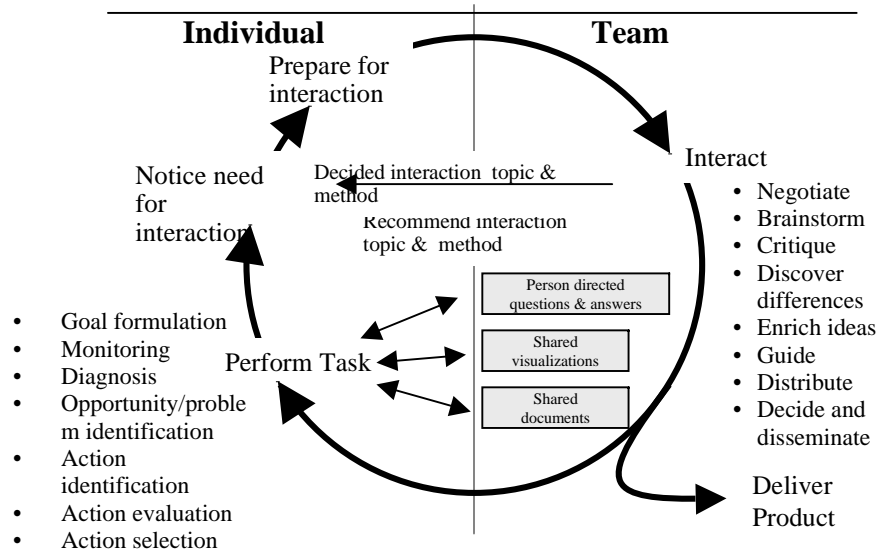 Individual
Team
Prepare for
interaction
Notice need
for
interaction
Decided interaction topic &
method
Recommend interaction
topic & method
Interact
• Negotiate
• Brainstorm
• Critique
• Discover
differences
• Enrich ideas
• Guide
• Distribute
• Decide and
disseminate
Person directed
questions & answers
Shared
visualizations
Shared
documents
Perform Task
• Goal formulation
• Monitoring
• Diagnosis
• Opportunity/proble
m identification
• Action
identification
• Action evaluation
• Action selection
Deliver
Product